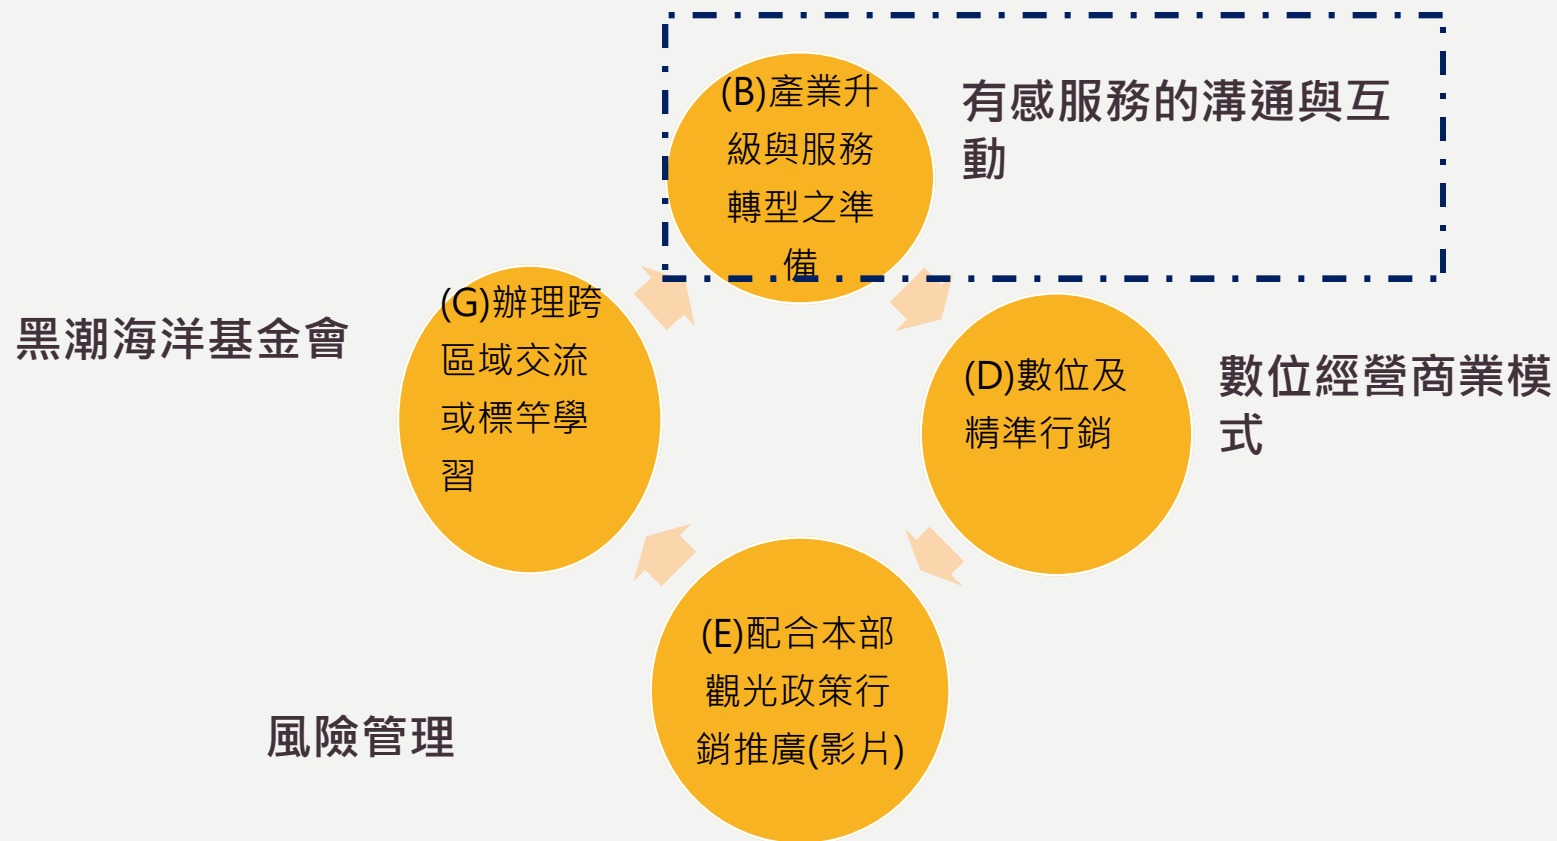 (B)產業升
級與服務
轉型之準
備
有感服務的溝通與互
動
(G)辦理跨
區域交流
或標竿學
習
黑潮海洋基金會
(D)數位及
精準行銷
數位經營商業模
式
(E)配合本部
觀光政策行
銷推廣(影片)
風險管理